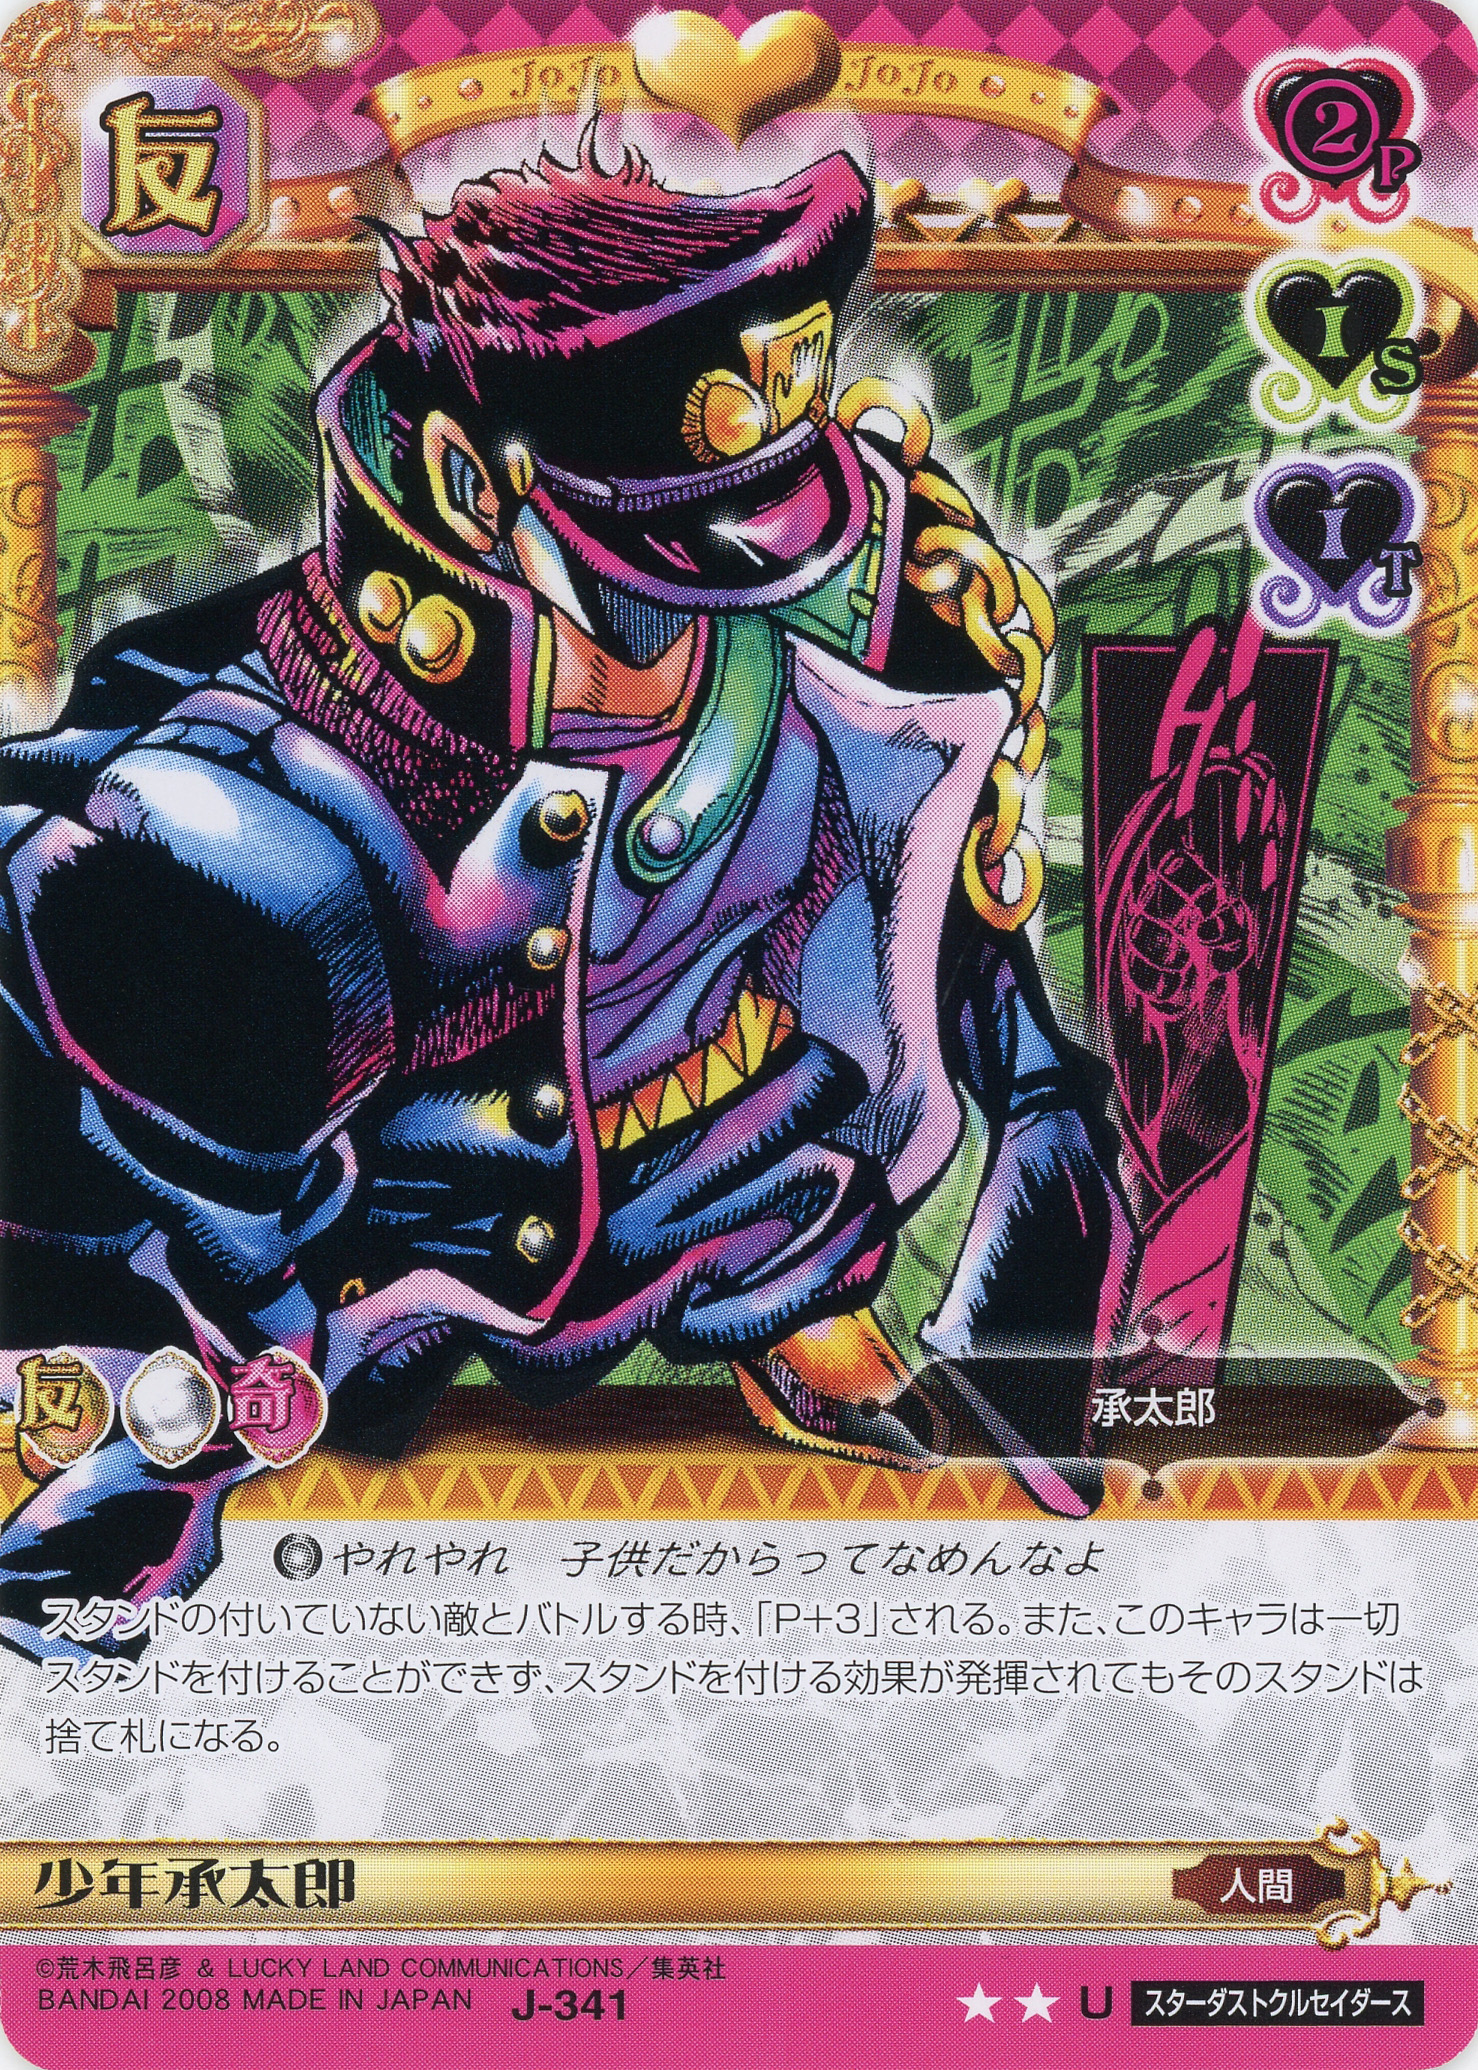 JoJo JoJo
反
2P
1S
1T
反 奇
承太郎
◎やれやれ 子供だからってなめんなよ
スタンドの付いていない敵とバトルする時、「P+3」される。また、このキャラは一切
スタンドを付けることができず、スタンドを付ける効果が発揮されてもそのスタンドは
捨て札になる。
少年承太郎
人間
©荒木飛呂彦 & LUCKY LAND COMMUNICATIONS／集英社
BANDAI 2008 MADE IN JAPAN J-341
★★ U スターダストクルセイダース